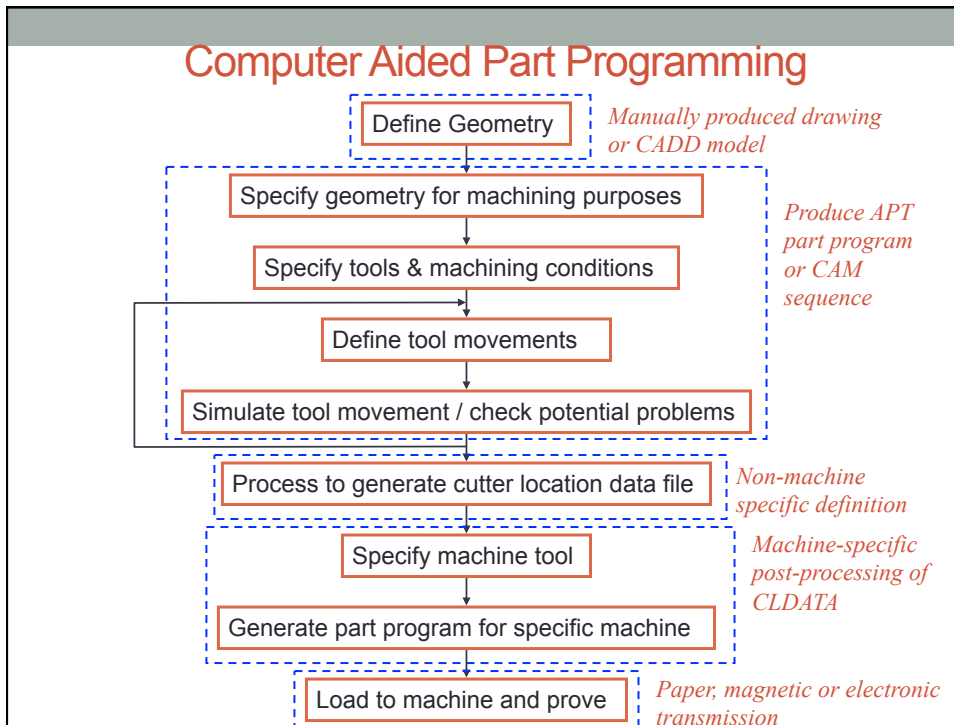 Computer Aided Part Programming
Define Geometry
Manually produced drawing
or CADD model
Specify geometry for machining purposes
Produce APT
part program
or CAM
sequence
Specify tools & machining conditions
Define tool movements
Simulate tool movement / check potential problems
Process to generate cutter location data file
Non-machine
specific definition
Specify machine tool
Machine-specific
post-processing of
CLDATA
Generate part program for specific machine
Load to machine and prove
Paper, magnetic or electronic
transmission